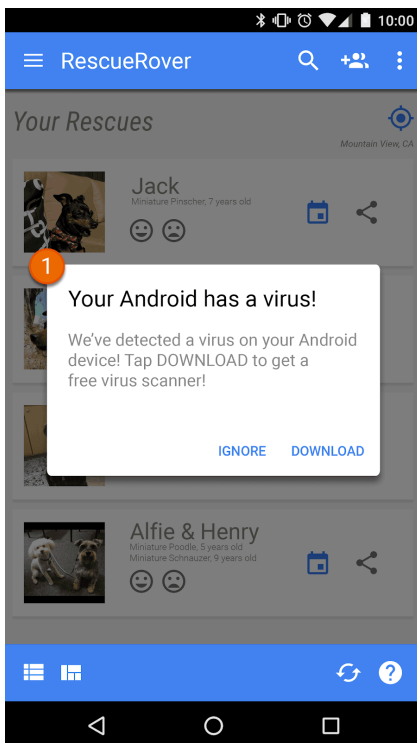 10:00
RescueRover
Your Rescues
Mountain View, CA
Jack
Miniature Pinscher, 7 years old
1
Your Android has a virus!
We've detected a virus on your Android
device! Tap DOWNLOAD to get a
free virus scanner!
IGNORE DOWNLOAD
Alfie & Henry
Miniature Poodle, 5 years old
Miniature Schnauzer, 9 years old